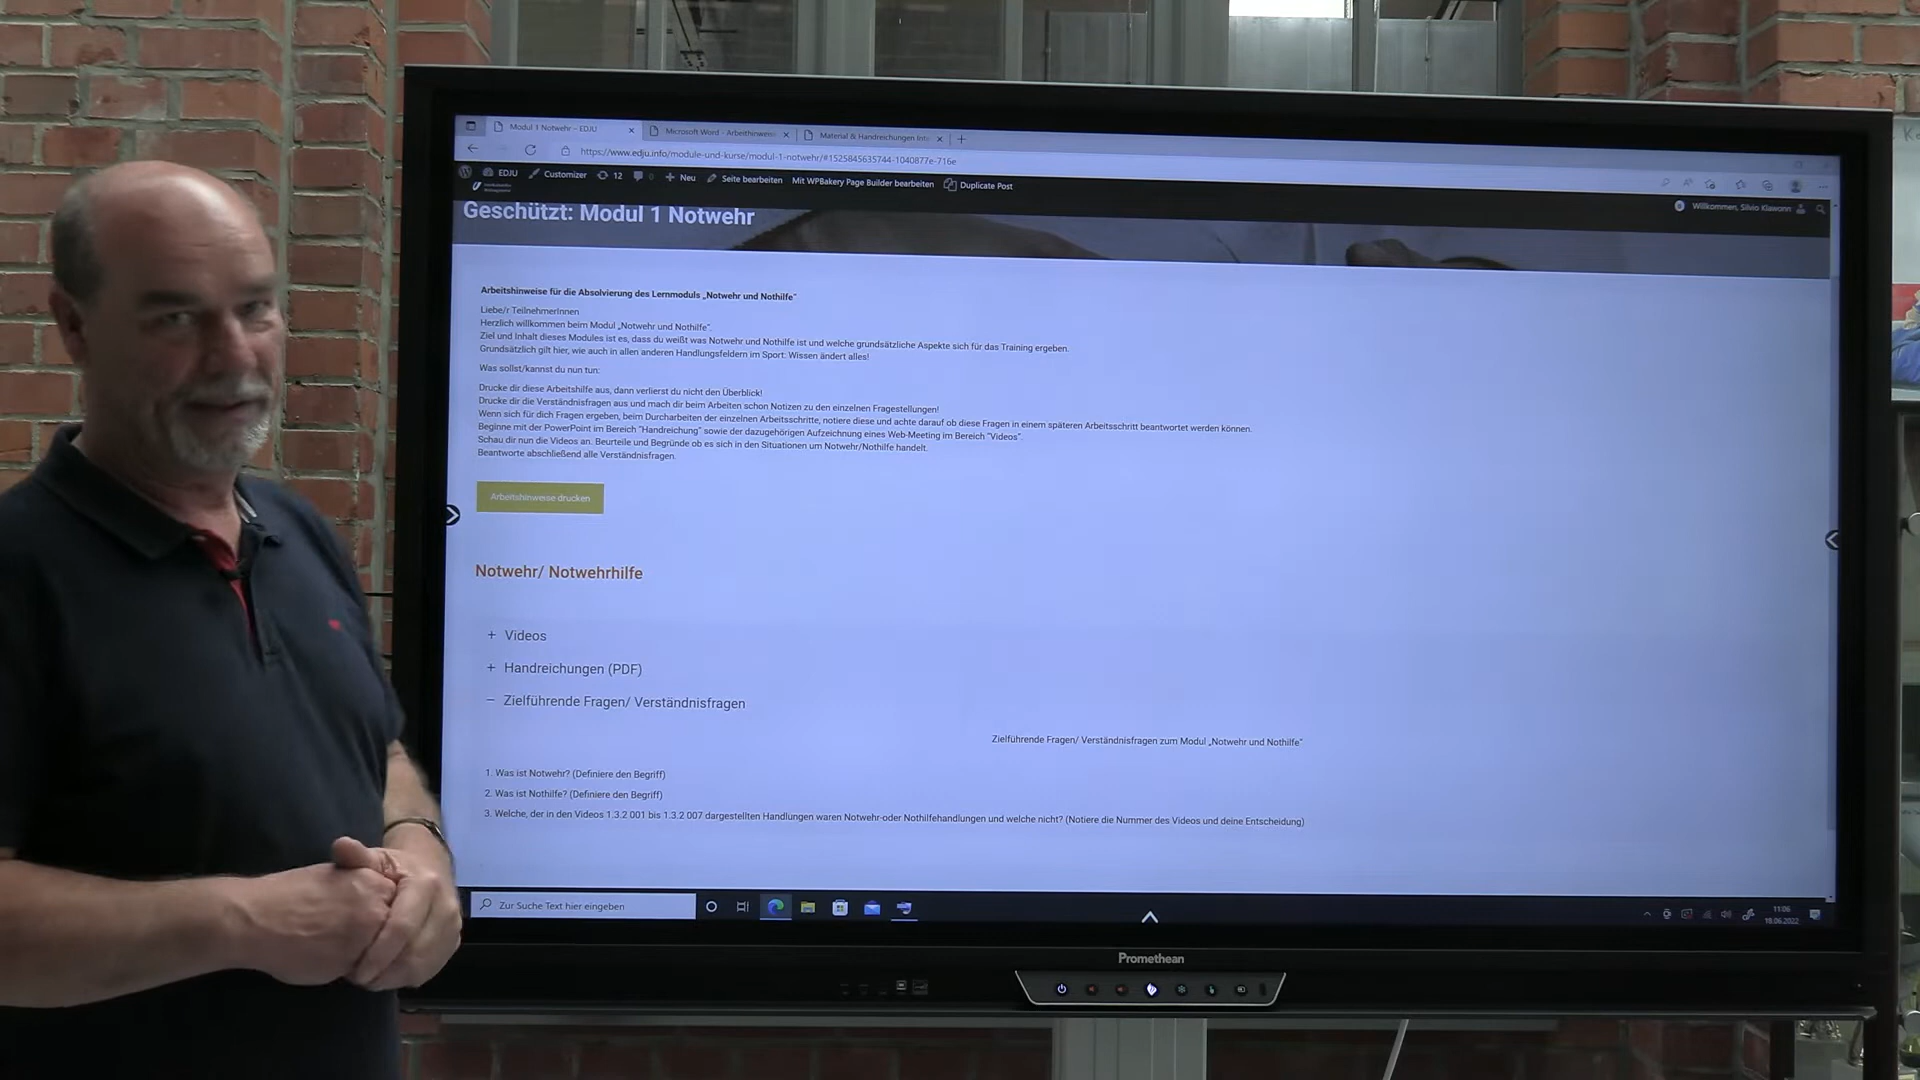 Modul 1 Notwehr – EDJU
Microsoft Word - Arbeithinweis
Material & Handreichungen Inte
https://www.edju.info/module-und-kurse/modul-1-notwehr/#1525845635744-1040877e-716e
EDJU Customizer 12 0 Neu Seite bearbeiten Mit WPBakery Page Builder bearbeiten Duplicate Post
Willkommen, Silvio Klawonn
Geschützt: Modul 1 Notwehr
Arbeitshinweise für die Absolvierung des Lernmoduls „Notwehr und Nothilfe“
Liebe/r TeilnehmerInnen
Herzlich willkommen beim Modul „Notwehr und Nothilfe“.
Ziel und Inhalt dieses Modules ist es, dass du weißt was Notwehr und Nothilfe ist und welche grundsätzliche Aspekte sich für das Training ergeben.
Grundsätzlich gilt hier, wie auch in allen anderen Handlungsfeldern im Sport: Wissen ändert alles!
Was sollst/kannst du nun tun:
Drucke dir diese Arbeitshilfe aus, dann verlierst du nicht den Überblick!
Drucke dir die Verständnisfragen aus und mach dir beim Arbeiten schon Notizen zu den einzelnen Fragestellungen!
Wenn sich für dich Fragen ergeben, beim Durcharbeiten der einzelnen Arbeitsschritte, notiere diese und achte darauf ob diese Fragen in einem späteren Arbeitsschritt beantwortet werden können.
Beginne mit der PowerPoint im Bereich "Handreichung" sowie der dazugehörigen Aufzeichnung eines Web-Meeting im Bereich "Videos".
Schau dir nun die Videos an. Beurteile und Begründe ob es sich in den Situationen um Notwehr/Nothilfe handelt.
Beantworte abschließend alle Verständnisfragen.
Arbeitshinweise drucken
Notwehr/ Notwehrhilfe
+ Videos
+ Handreichungen (PDF)
− Zielführende Fragen/ Verständnisfragen
Zielführende Fragen/ Verständnisfragen zum Modul „Notwehr und Nothilfe“
1. Was ist Notwehr? (Definiere den Begriff)
2. Was ist Nothilfe? (Definiere den Begriff)
3. Welche, der in den Videos 1.3.2 001 bis 1.3.2 007 dargestellten Handlungen waren Notwehr-oder Nothilfehandlungen und welche nicht? (Notiere die Nummer des Videos und deine Entscheidung)
Zur Suche Text hier eingeben
11:06
19.06.2022
Promethean